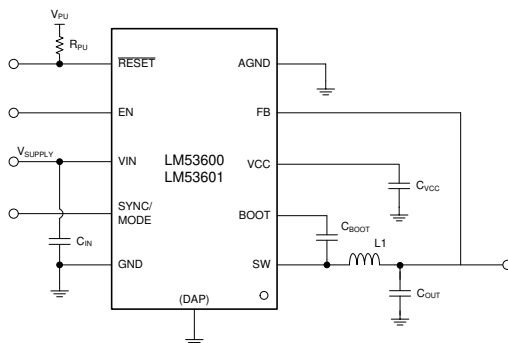 VPU
RPU
RESET
AGND
EN
FB
VSUPPLY
VIN
LM53600
LM53601
VCC
CVCC
SYNC/
MODE
BOOT
CBOOT
L1
CIN
GND
SW
COUT
(DAP)